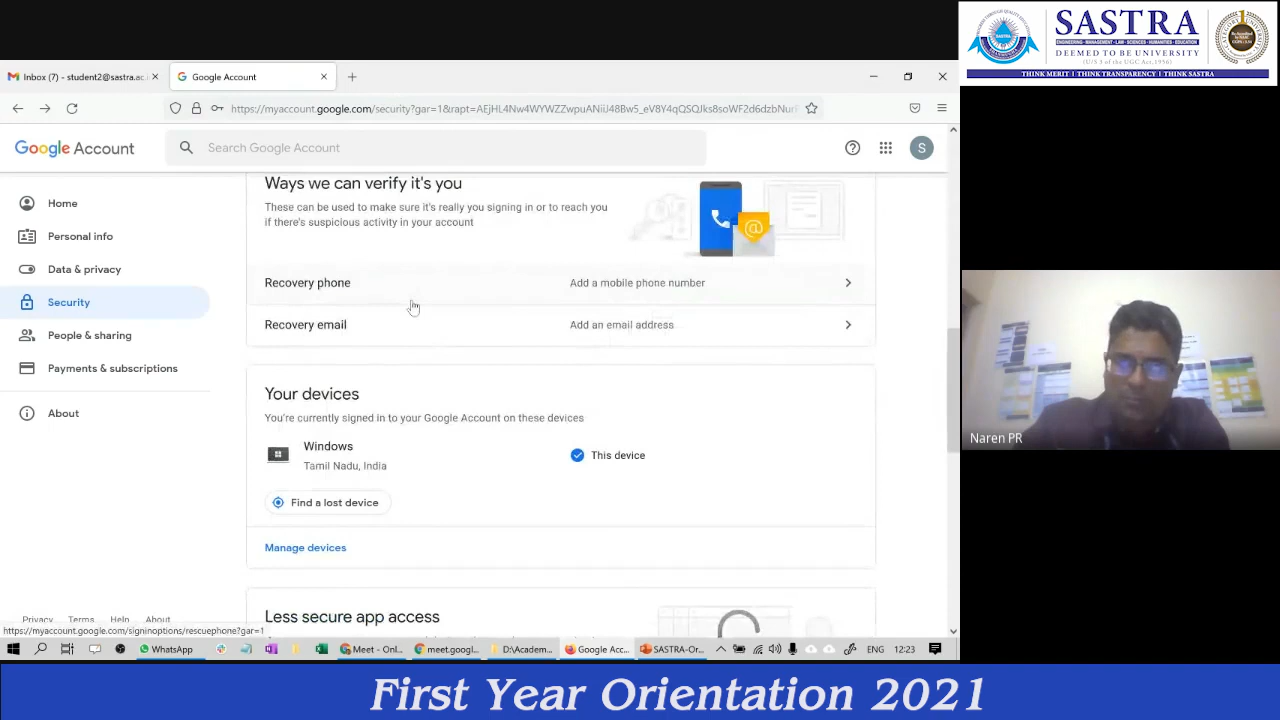 Inbox (7) - student2@sastra.ac.i
Google Account
https://myaccount.google.com/security?gar=1&rapt=AEjHL4Nw4WYWZZwpuANiiJ48Bw5_eV8Y4qQSQJks8soWF2d6dzbNurl
Google Account
Search Google Account
S
Home
Personal info
Data & privacy
Security
People & sharing
Payments & subscriptions
About
Ways we can verify it's you
These can be used to make sure it's really you signing in or to reach you
if there's suspicious activity in your account
@
Recovery phone
Add a mobile phone number
Recovery email
Add an email address
Your devices
You're currently signed in to your Google Account on these devices
Windows
Tamil Nadu, India
This device
Find a lost device
Manage devices
Less secure app access
Privacy Terms Help About
https://myaccount.google.com/signinoptions/rescuephone?gar=1
WhatsApp
Meet - Onl...
meet.googl...
D:\Academ...
Google Acc...
SASTRA-Or...
ENG
12:23
SASTRA
ENGINEERING · MANAGEMENT · LAW · SCIENCES · HUMANITIES · EDUCATION
DEEMED TO BE UNIVERSITY
(U/S 3 of the UGC Act, 1956)
THINK MERIT | THINK TRANSPARENCY | THINK SASTRA
Naren PR
First Year Orientation 2021